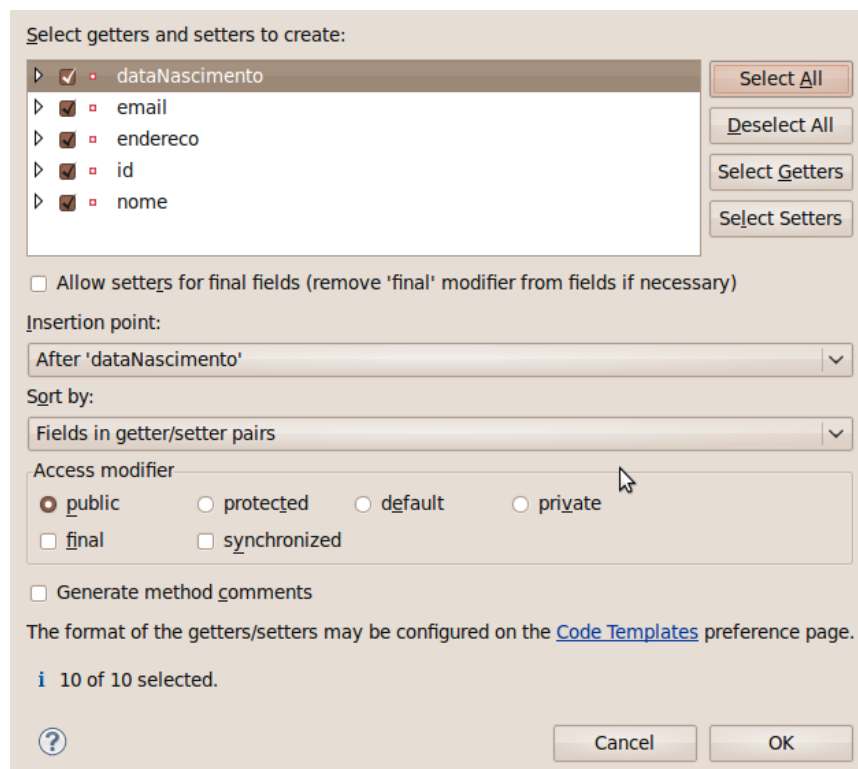 Select getters and setters to create:
dataNascimento
email
endereco
id
nome
Select All
Deselect All
Select Getters
Select Setters
Allow setters for final fields (remove 'final' modifier from fields if necessary)
Insertion point:
After 'dataNascimento'
Sort by:
Fields in getter/setter pairs
Access modifier
public protected default private
final synchronized
Generate method comments
The format of the getters/setters may be configured on the Code Templates preference page.
i 10 of 10 selected.
? Cancel OK